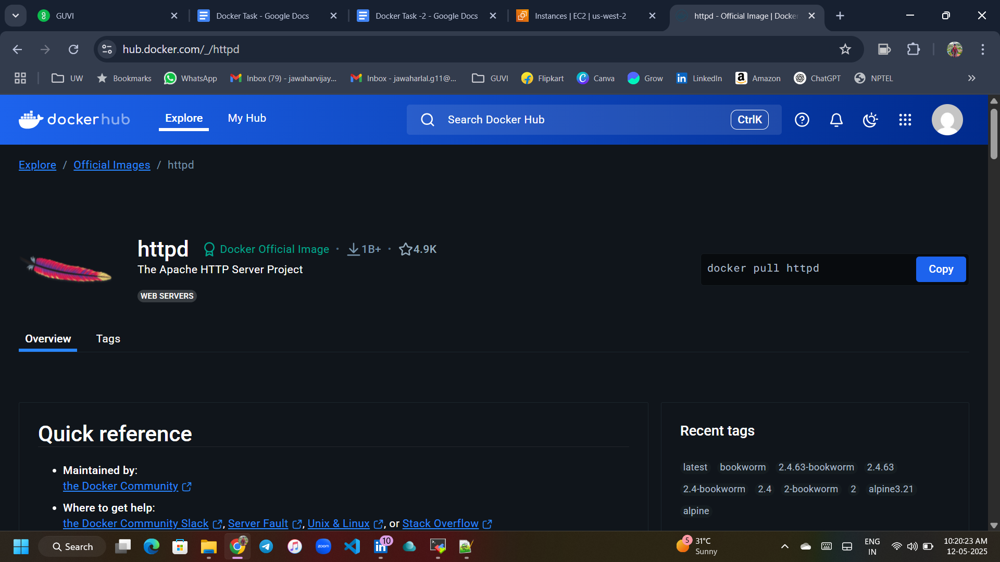 GUVI
Docker Task - Google Docs
Docker Task -2 - Google Docs
Instances | EC2 | us-west-2
httpd - Official Image | Docker
hub.docker.com/_/httpd
UW
Bookmarks
WhatsApp
Inbox (79) - jawaharvijay...
Inbox - jawaharlal.g11@...
GUVI
Flipkart
Canva
Grow
LinkedIn
Amazon
ChatGPT
NPTEL
dockerhub
Explore
My Hub
Search Docker Hub
CtrlK
Explore / Official Images / httpd
httpd
Docker Official Image • 1B+ • 4.9K
The Apache HTTP Server Project
WEB SERVERS
docker pull httpd
Copy
Overview
Tags
Quick reference
• Maintained by:
the Docker Community
• Where to get help:
the Docker Community Slack, Server Fault, Unix & Linux, or Stack Overflow
Recent tags
latest bookworm 2.4.63-bookworm 2.4.63
2.4-bookworm 2.4 2-bookworm 2 alpine3.21
alpine
Search
zoom
10
5
31°C
Sunny
ENG
IN
10:20:23 AM
12-05-2025